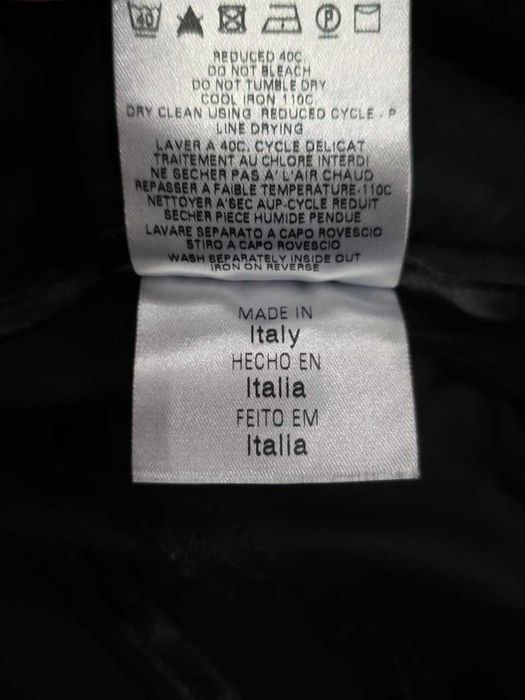 40
P
REDUCED 40C.
DO NOT BLEACH
DO NOT TUMBLE DRY
COOL IRON 110C
DRY CLEAN USING REDUCED CYCLE - P
LINE DRYING
LAVER A 40C. CYCLE DELICAT
TRAITEMENT AU CHLORE INTERDI
NE SECHER PAS A' L'AIR CHAUD
REPASSER A FAIBLE TEMPERATURE-110C
NETTOYER A'SEC AUP-CYCLE REDUIT
SECHER PIECE HUMIDE PENDUE
LAVARE SEPARATO A CAPO ROVESCIO
STIRO A CAPO ROVESCIO
WASH SEPARATELY INSIDE OUT
IRON ON REVERSE
MADE IN
Italy
HECHO EN
Italia
FEITO EM
Italia